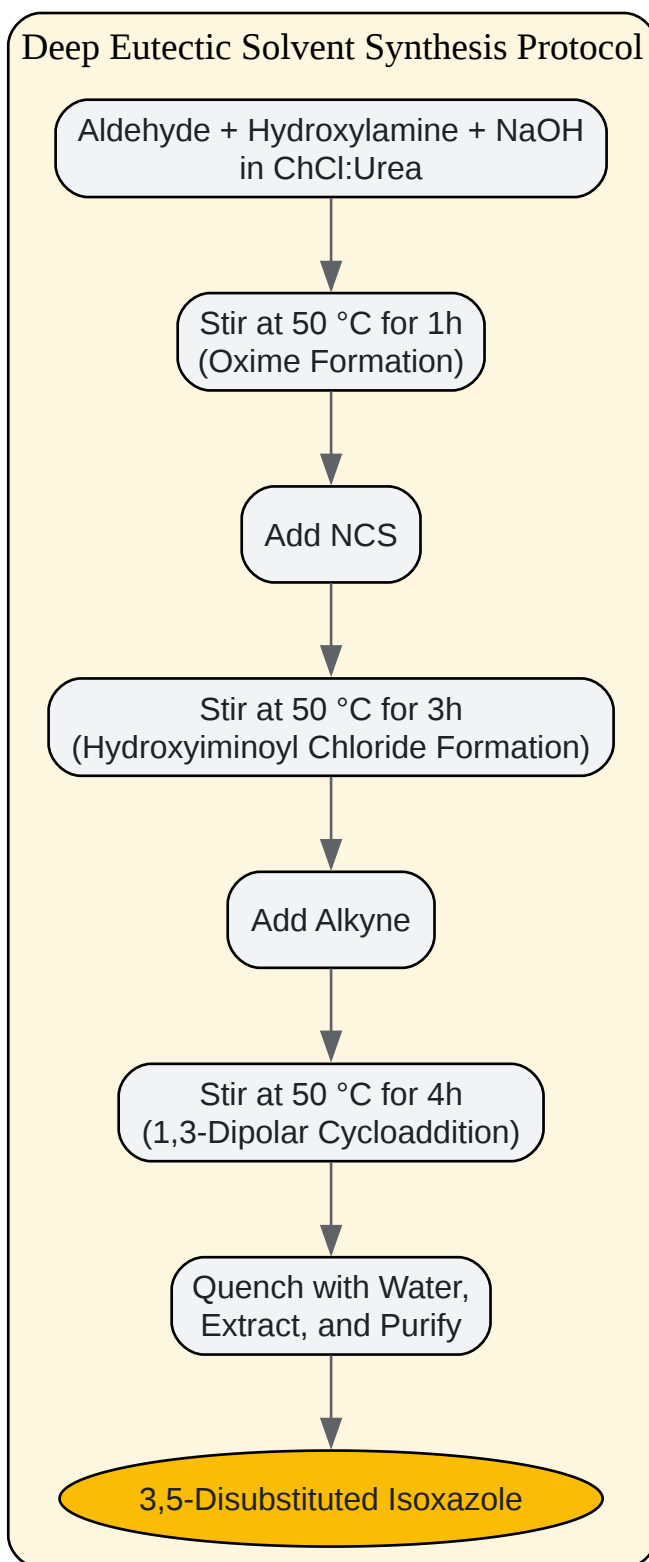 Deep Eutectic Solvent Synthesis Protocol
Aldehyde + Hydroxylamine + NaOH
in ChCl:Urea
Stir at 50 °C for 1h
(Oxime Formation)
Add NCS
Stir at 50 °C for 3h
(Hydroxyiminoyl Chloride Formation)
Add Alkyne
Stir at 50 °C for 4h
(1,3-Dipolar Cycloaddition)
Quench with Water,
Extract, and Purify
3,5-Disubstituted Isoxazole